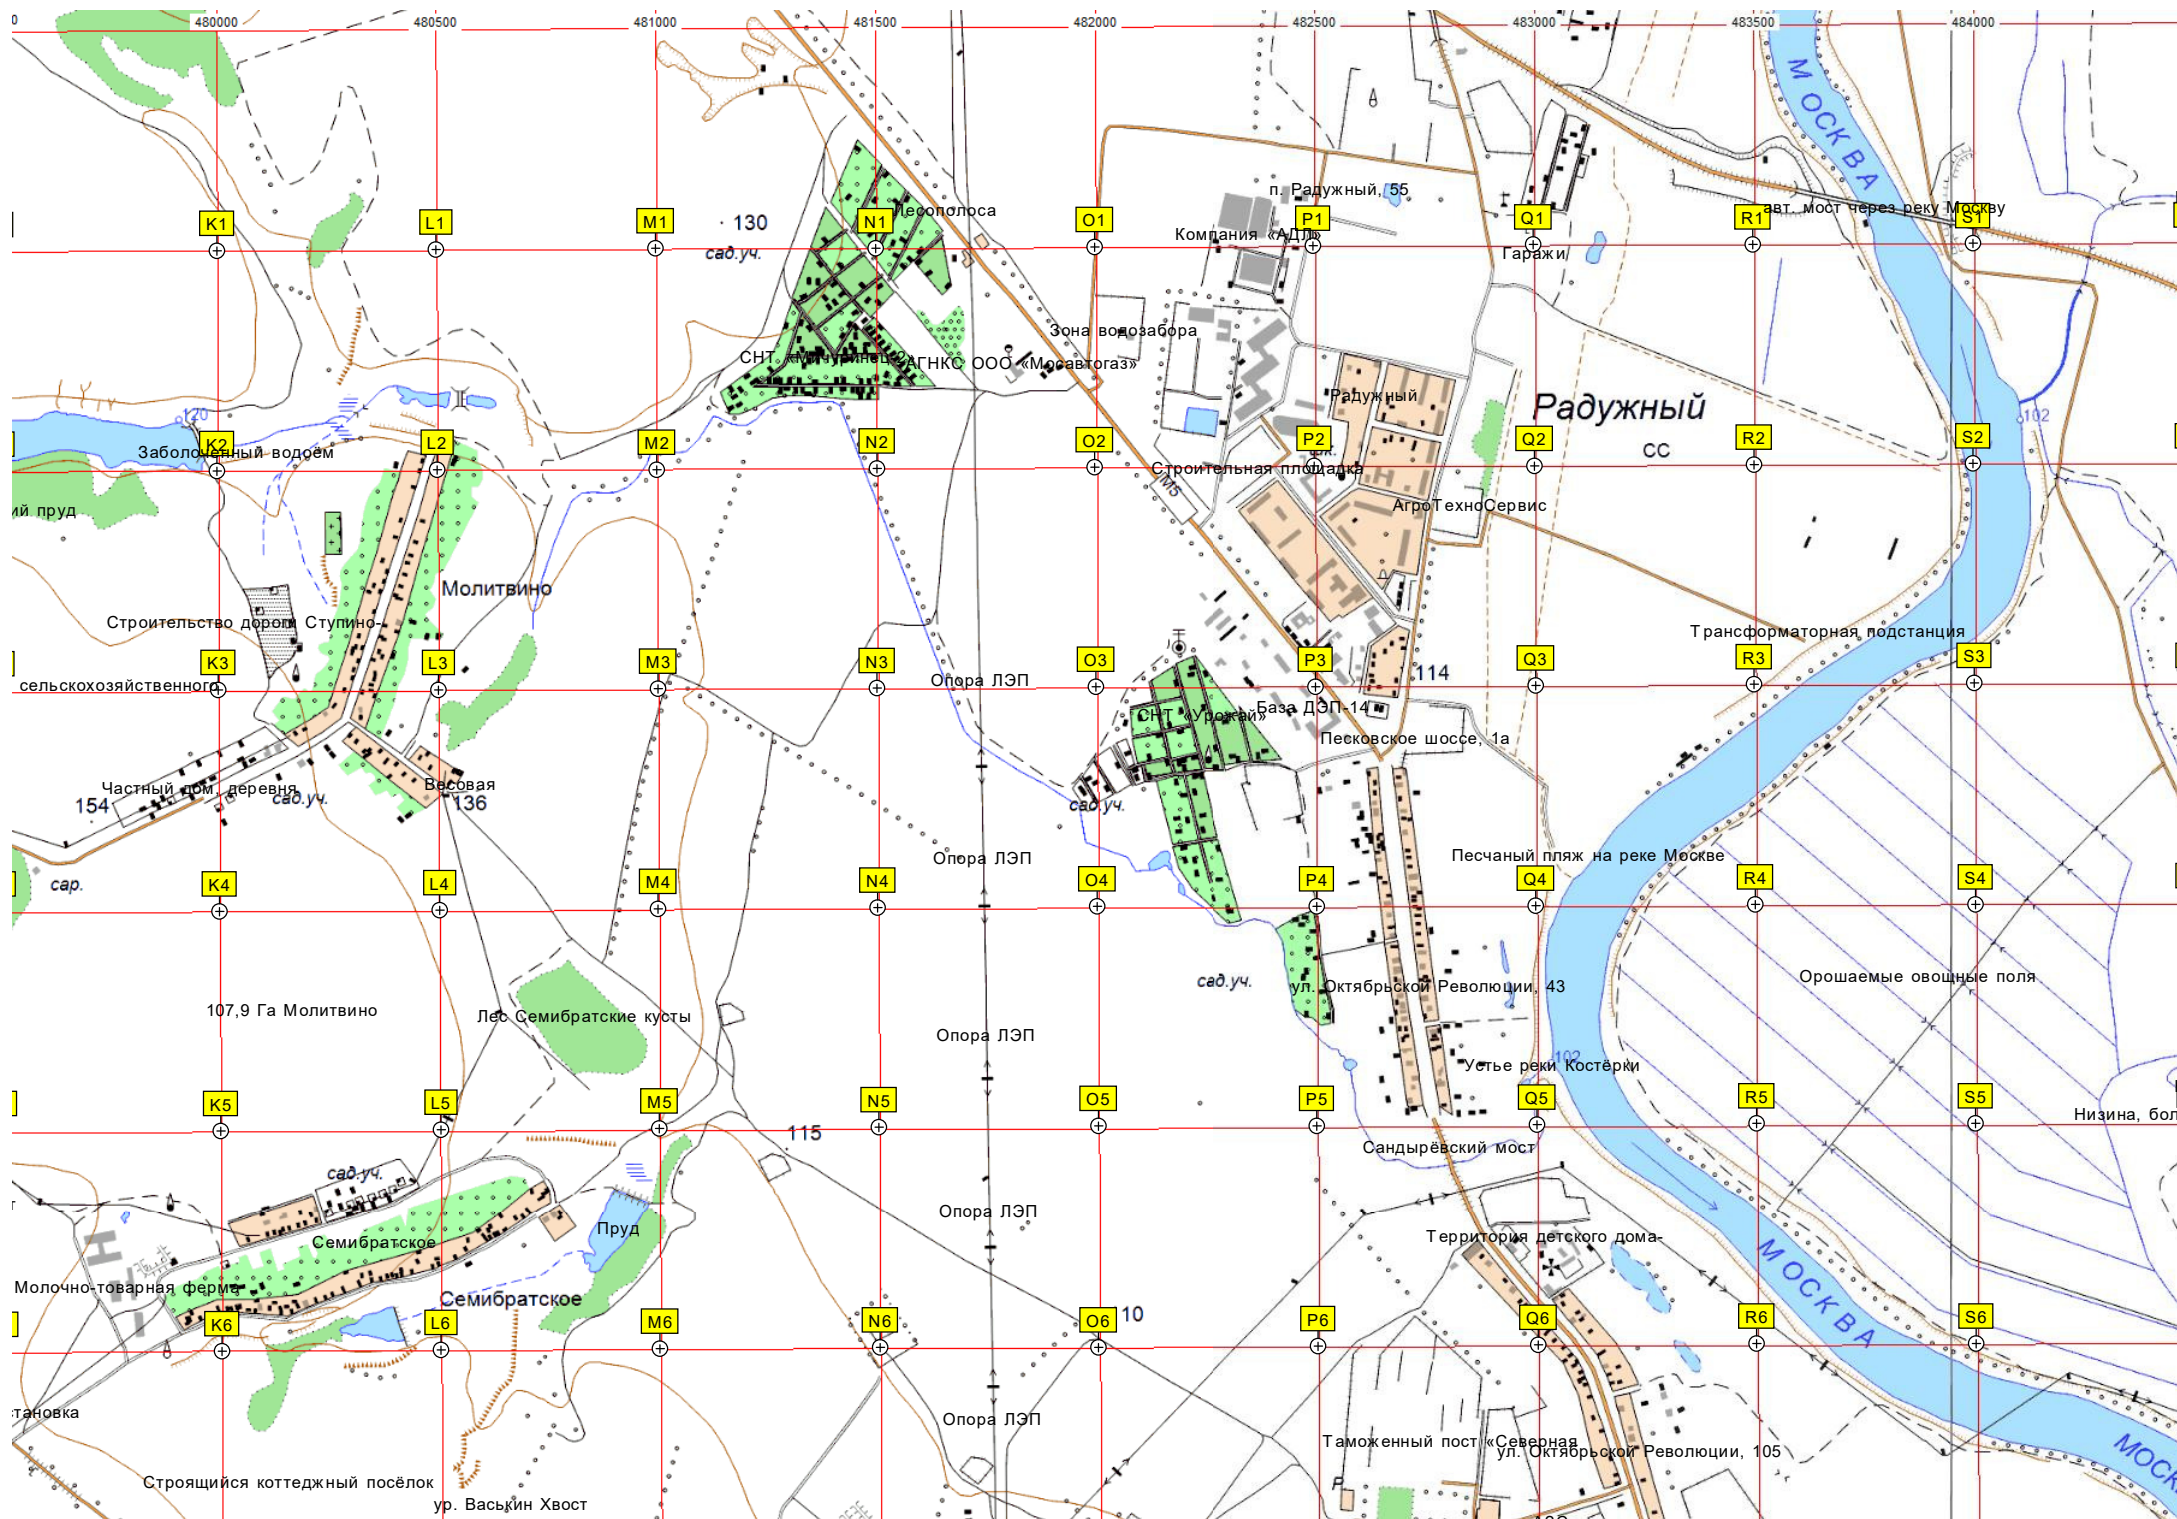 480000 480500 481000 481500 482000 482500 483000 483500 484000
МОСКВА
п. Радужный, 55
K1 L1 M1 · 130 N1 Лесополоса O1 P1 Q1 R1 авт. мост через реку Москву S1
Компания «АДЛ»
сад.уч.
Гаражи
Зона водозабора
СНТ «Мичуринец-2» АГНКС ООО «Мосавтогаз»
Радужный
Радужный
120
102
K2 L2 M2 N2 O2 P2 Q2 R2 S2
Заболоченный водоём
СС
шк.
Строительная площадка
М5
ий пруд
АгроТехноСервис
Молитвино
Строительство дороги Ступино-
Трансформаторная подстанция
K3 L3 M3 N3 O3 P3 Q3 R3 S3
114
сельскохозяйственного
Опора ЛЭП
СНТ «Урожай»
База ДЭП-14
Песковское шоссе, 1а
Частный дом, деревня
сад.уч.
Весовая
154
136
сад.уч.
Опора ЛЭП
Песчаный пляж на реке Москве
сар.
K4 L4 M4 N4 O4 P4 Q4 R4 S4
сад.уч.
ул. Октябрьской Революции, 43
Орошаемые овощные поля
107,9 Га Молитвино
Лес Семибратские кусты
Опора ЛЭП
102
Устье реки Костёрки
K5 L5 M5 N5 O5 P5 Q5 R5 S5
Низина, бол
115
Сандырёвский мост
сад.уч.
Опора ЛЭП
Пруд
Семибратское
Территория детского дома-
МОСКВА
Молочно-товарная ферма
Семибратское
K6 L6 M6 N6 O6 110 P6 Q6 R6 S6
тановка
Опора ЛЭП
Таможенный пост «Северная
ул. Октябрьской Революции, 105
МОСК
Строящийся коттеджный посёлок
ур. Васькин Хвост